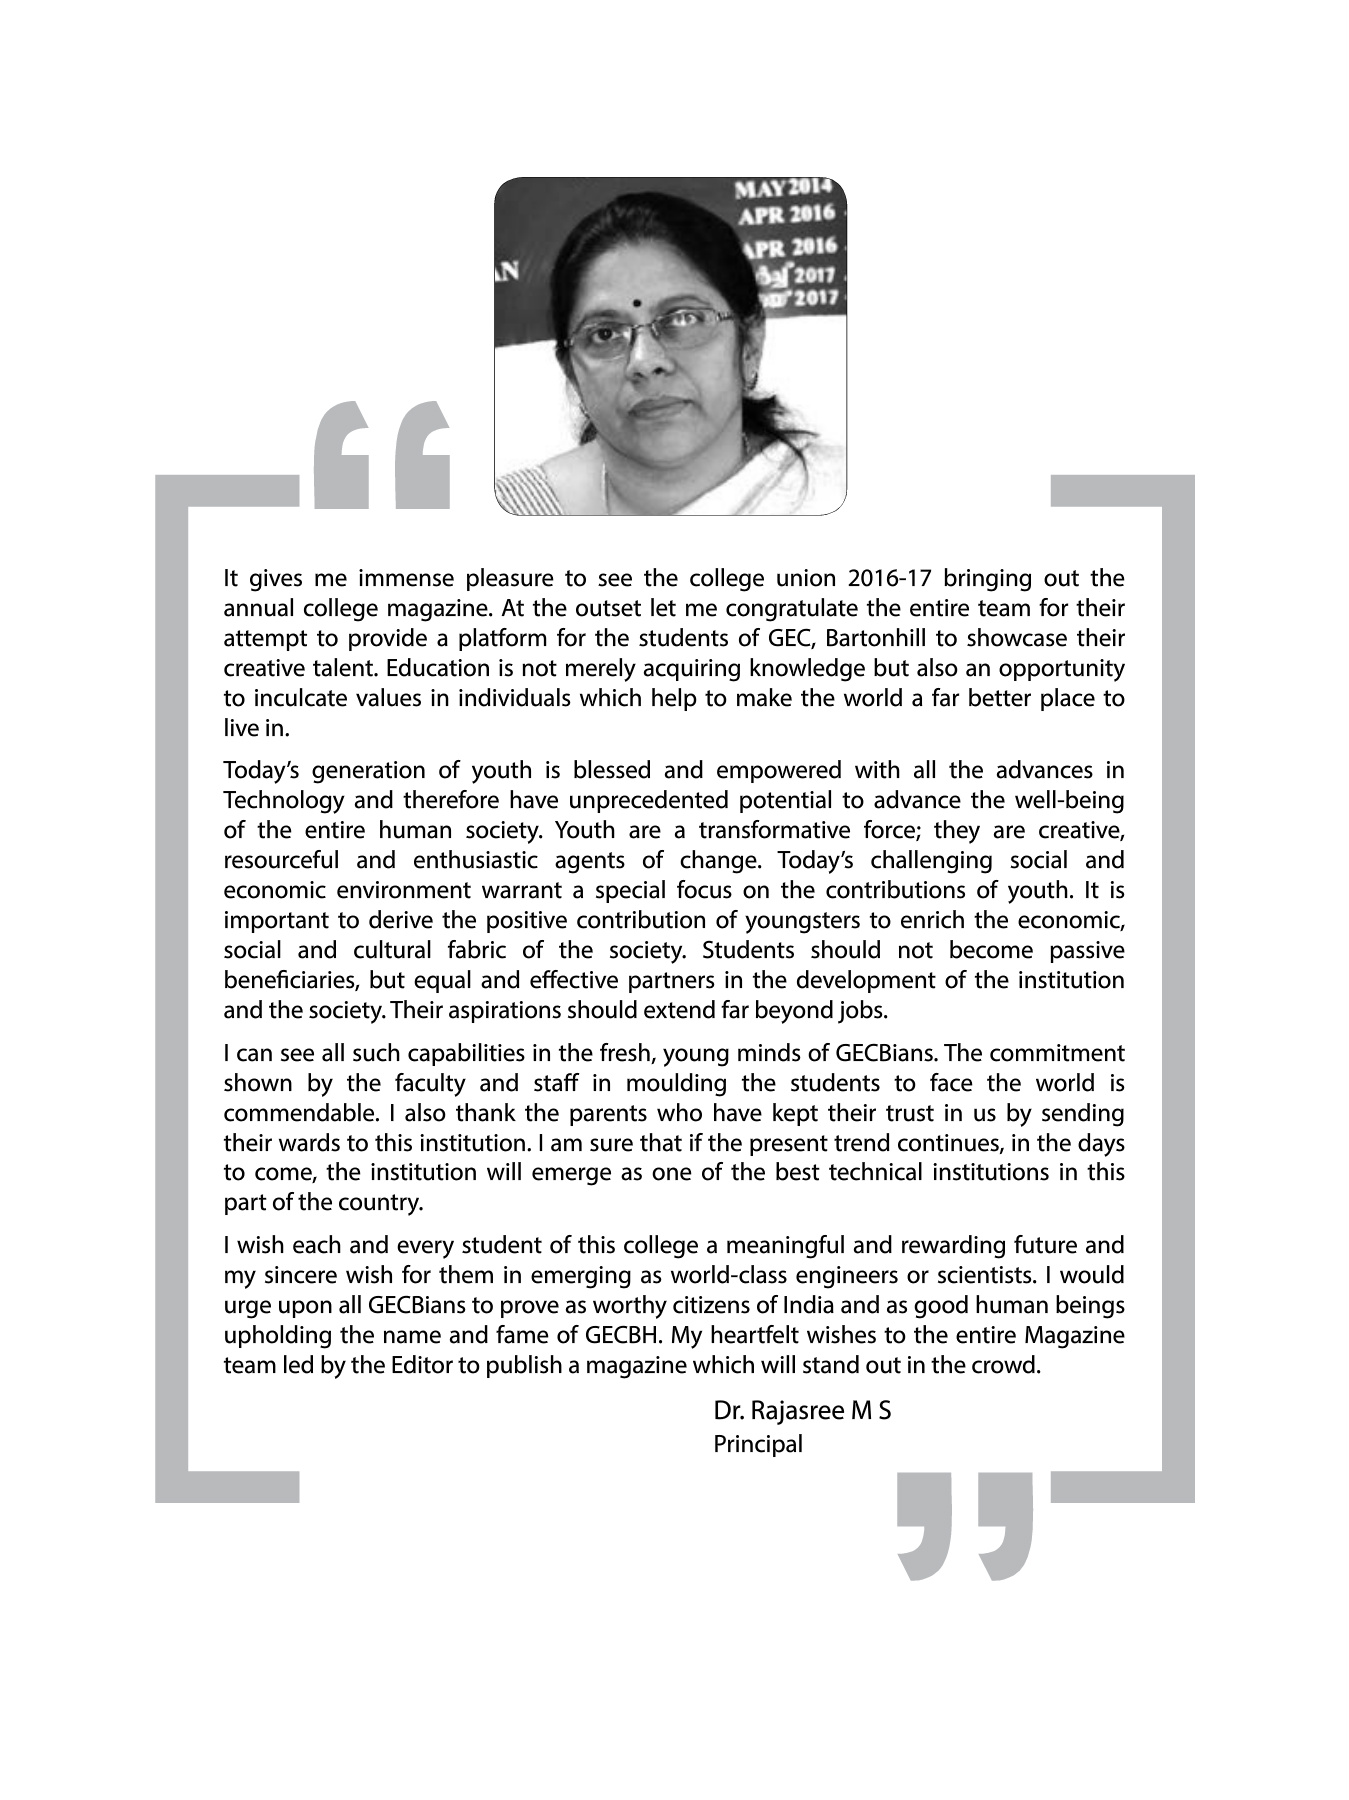 MAY 2014
APR 2016
APR 2016
2017
2017
It gives me immense pleasure to see the college union 2016-17 bringing out the
annual college magazine. At the outset let me congratulate the entire team for their
attempt to provide a platform for the students of GEC, Bartonhill to showcase their
creative talent. Education is not merely acquiring knowledge but also an opportunity
to inculcate values in individuals which help to make the world a far better place to
live in.
Today’s generation of youth is blessed and empowered with all the advances in
Technology and therefore have unprecedented potential to advance the well-being
of the entire human society. Youth are a transformative force; they are creative,
resourceful and enthusiastic agents of change. Today’s challenging social and
economic environment warrant a special focus on the contributions of youth. It is
important to derive the positive contribution of youngsters to enrich the economic,
social and cultural fabric of the society. Students should not become passive
beneficiaries, but equal and effective partners in the development of the institution
and the society. Their aspirations should extend far beyond jobs.
I can see all such capabilities in the fresh, young minds of GECBians. The commitment
shown by the faculty and staff in moulding the students to face the world is
commendable. I also thank the parents who have kept their trust in us by sending
their wards to this institution. I am sure that if the present trend continues, in the days
to come, the institution will emerge as one of the best technical institutions in this
part of the country.
I wish each and every student of this college a meaningful and rewarding future and
my sincere wish for them in emerging as world-class engineers or scientists. I would
urge upon all GECBians to prove as worthy citizens of India and as good human beings
upholding the name and fame of GECBH. My heartfelt wishes to the entire Magazine
team led by the Editor to publish a magazine which will stand out in the crowd.
Dr. Rajasree M S
Principal